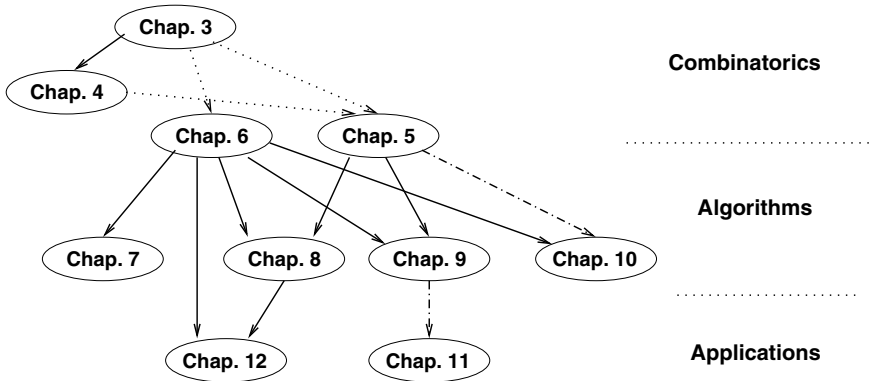 Chap. 3
Combinatorics
Chap. 4
Chap. 6
Chap. 5
Algorithms
Chap. 7
Chap. 8
Chap. 9
Chap. 10
Chap. 12
Chap. 11
Applications